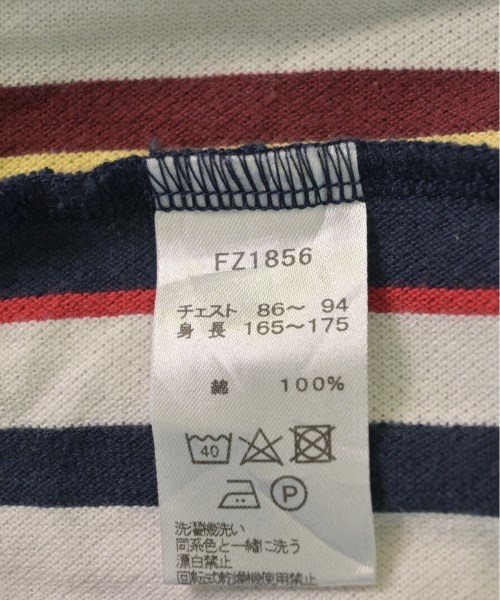 FZ1856
チェスト 86〜 94
身長 165〜175
綿 100%
40
P
洗濯機洗い
同系色と一緒に洗う
漂白禁止
回転式乾燥機使用禁止